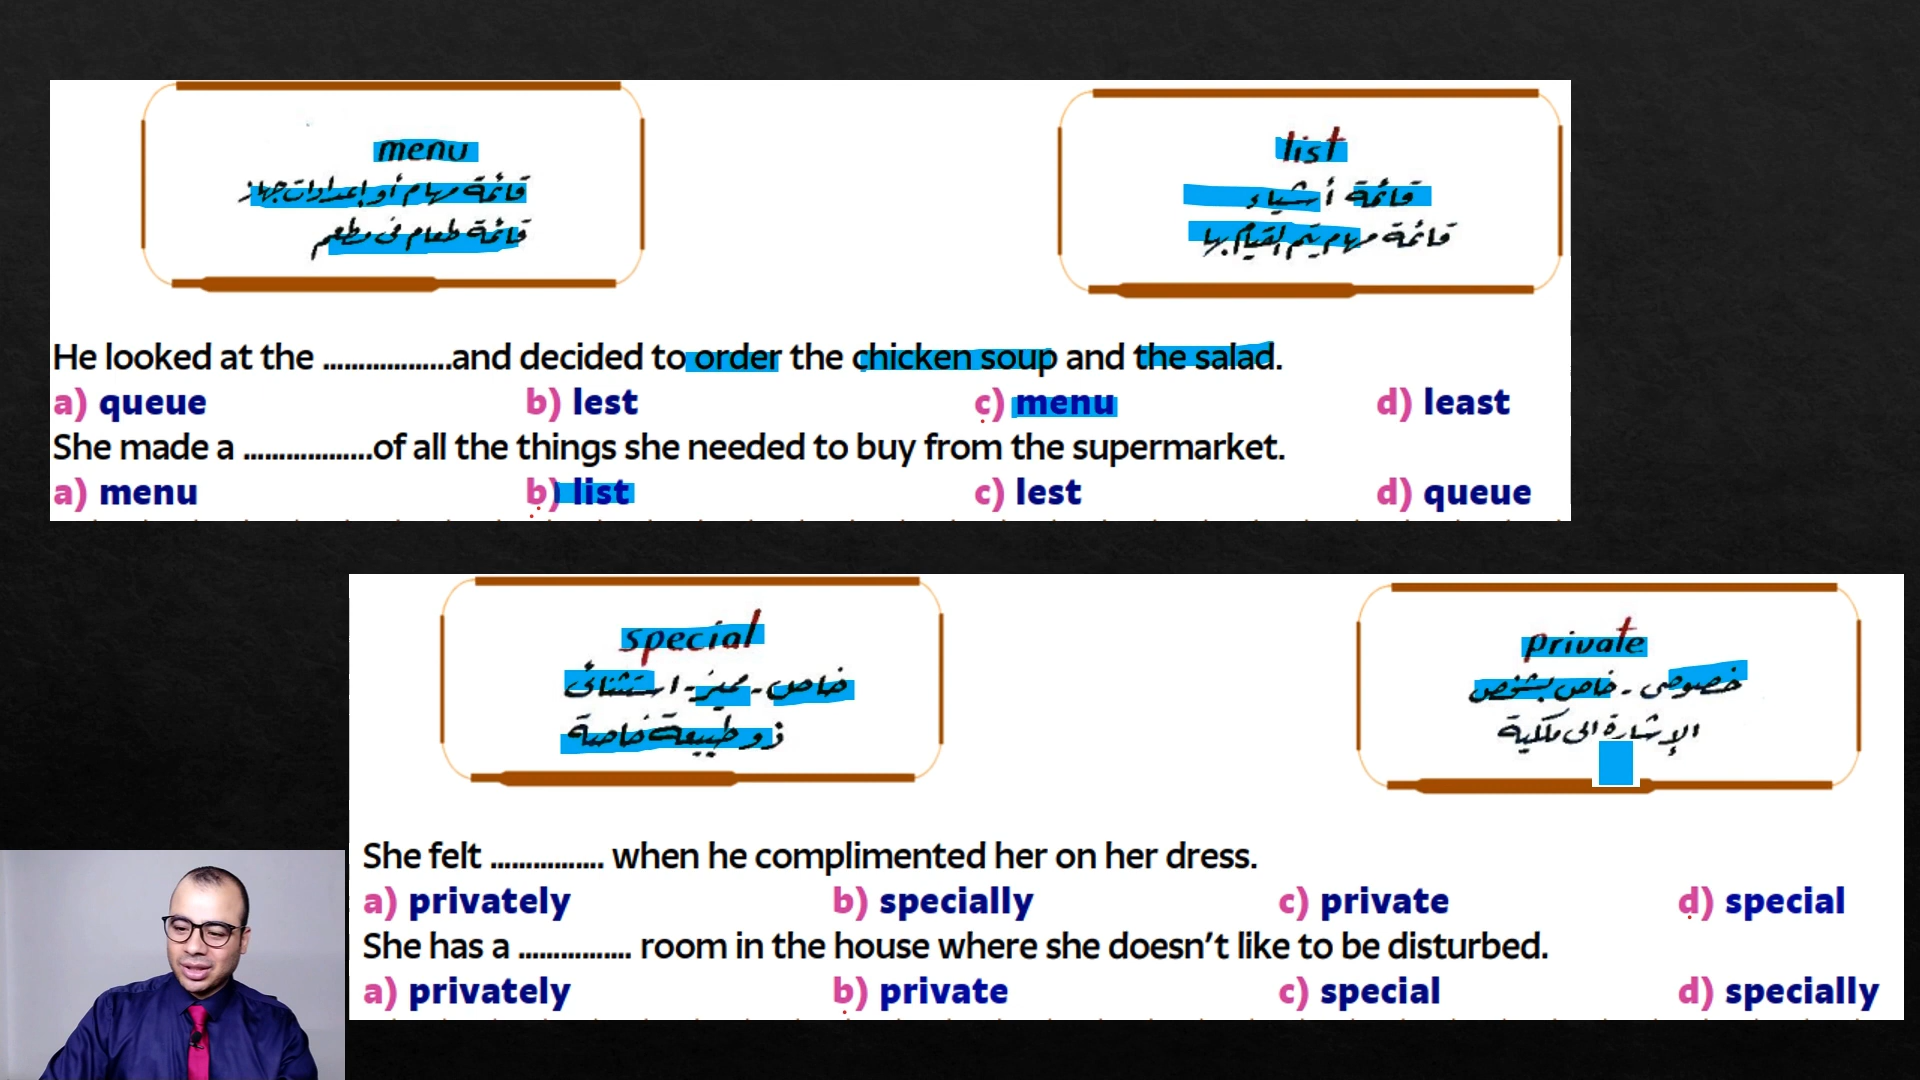 menu
قائمة مهام أو إعدادات جهاز
قائمة طعام فى مطعم
list
قائمة أشياء
قائمة مهام يتم القيام بها
He looked at the ..................and decided to order the chicken soup and the salad.
a) queue b) lest c) menu d) least
She made a ..................of all the things she needed to buy from the supermarket.
a) menu b) list c) lest d) queue
special
خاص - مميز - استثنائى
ذو طبيعة خاصة
private
خصوصى - خاص بشخص
الإشارة الى ملكية
She felt ................ when he complimented her on her dress.
a) privately b) specially c) private d) special
She has a ................ room in the house where she doesn't like to be disturbed.
a) privately b) private c) special d) specially